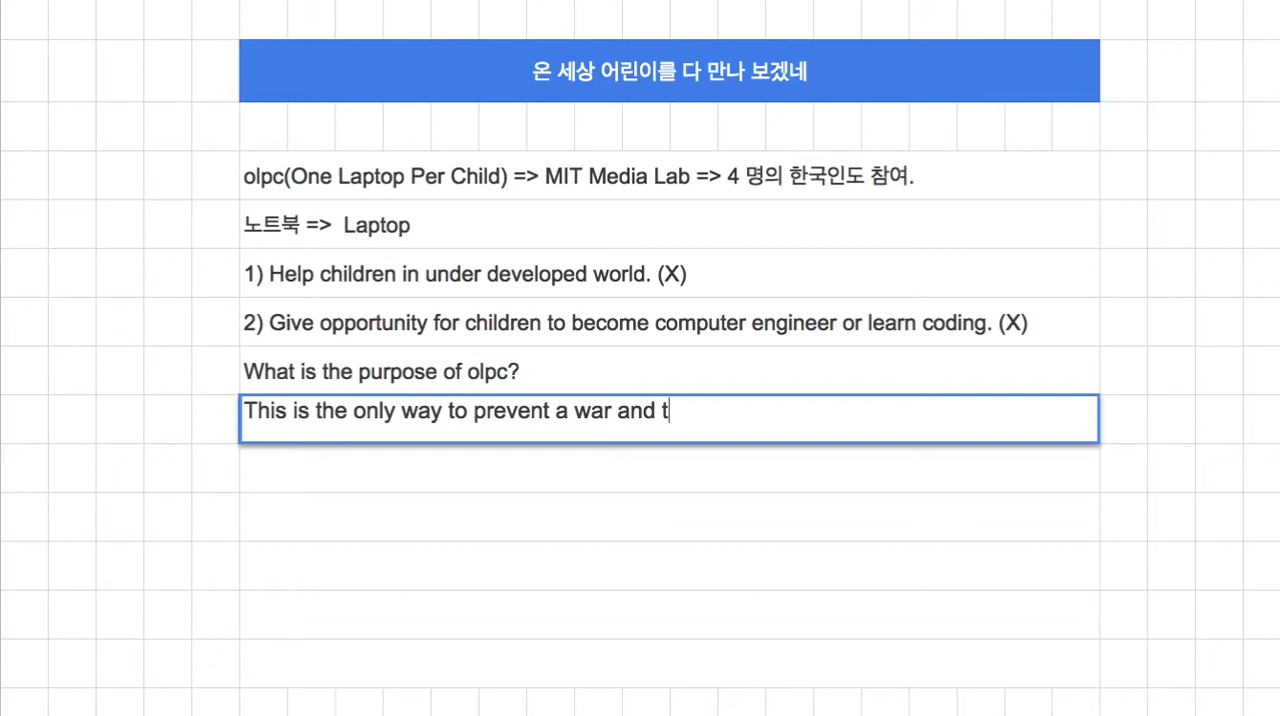 온 세상 어린이를 다 만나 보겠네
olpc(One Laptop Per Child) => MIT Media Lab => 4 명의 한국인도 참여.
노트북 => Laptop
1) Help children in under developed world. (X)
2) Give opportunity for children to become computer engineer or learn coding. (X)
What is the purpose of olpc?
This is the only way to prevent a war and t